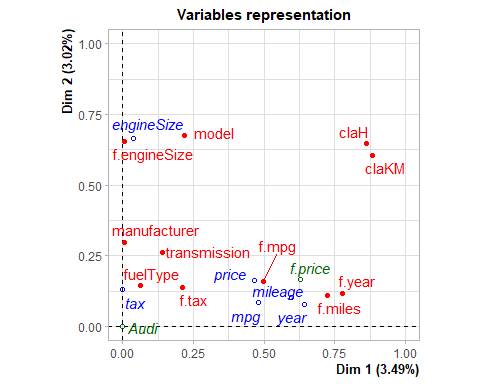 Variables representation
Dim 2 (3.02%)
1.00
0.75
0.50
0.25
0.00
engineSize
model
f.engineSize
claH
claKM
manufacturer
transmission
f.mpg
fuelType
price
f.price
f.tax
mileage
f.year
tax
mpg
year
f.miles
Audi
0.00 0.25 0.50 0.75 1.00
Dim 1 (3.49%)